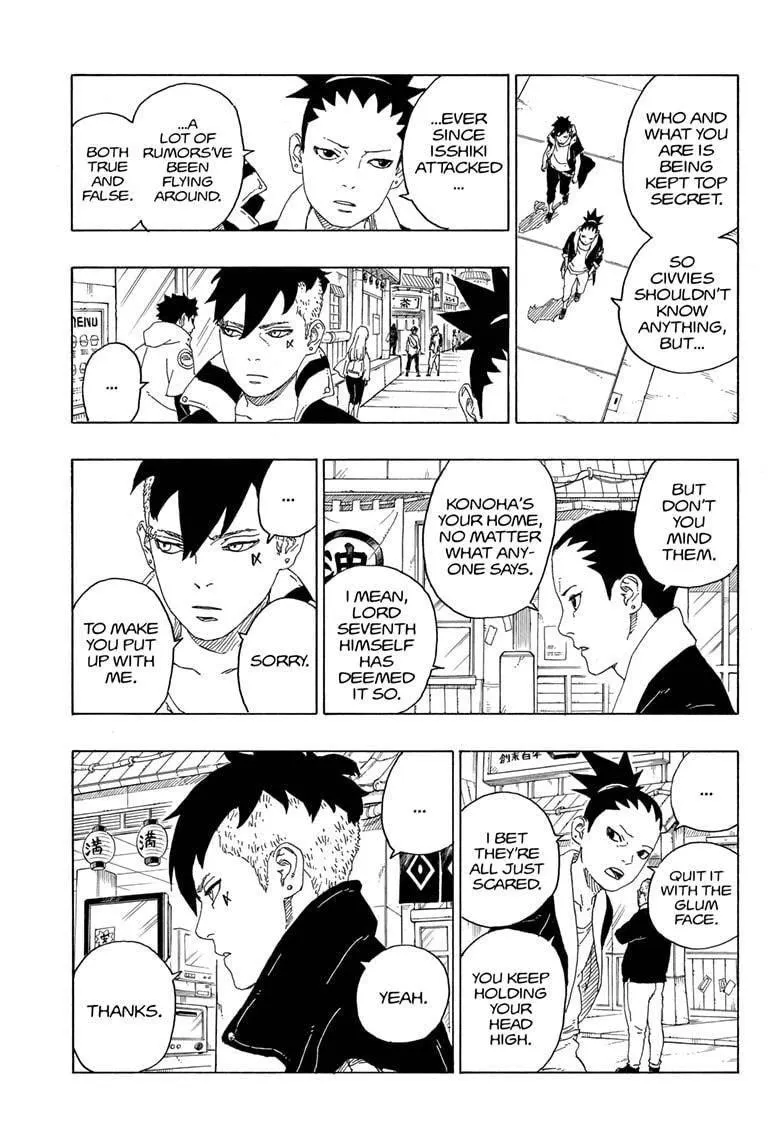 WHO AND
WHAT YOU
ARE IS
BEING
KEPT TOP
SECRET.
SO
CIVVIES
SHOULDN'T
KNOW
ANYTHING,
BUT...
...EVER
SINCE
ISSHIKI
ATTACKED
...
...A
LOT OF
RUMORS'VE
BEEN
FLYING
AROUND.
BOTH
TRUE
AND
FALSE.
茶
MENU
...
BUT
DON'T
YOU
MIND
THEM.
KONOHA'S
YOUR HOME,
NO MATTER
WHAT ANY-
ONE SAYS.
I MEAN,
LORD
SEVENTH
HIMSELF
HAS
DEEMED
IT SO.
油
...
SORRY.
TO MAKE
YOU PUT
UP WITH
ME.
...
QUIT IT
WITH THE
GLUM
FACE.
I BET
THEY'RE
ALL JUST
SCARED.
YOU KEEP
HOLDING
YOUR
HEAD
HIGH.
...
満
満
YEAH.
THANKS.